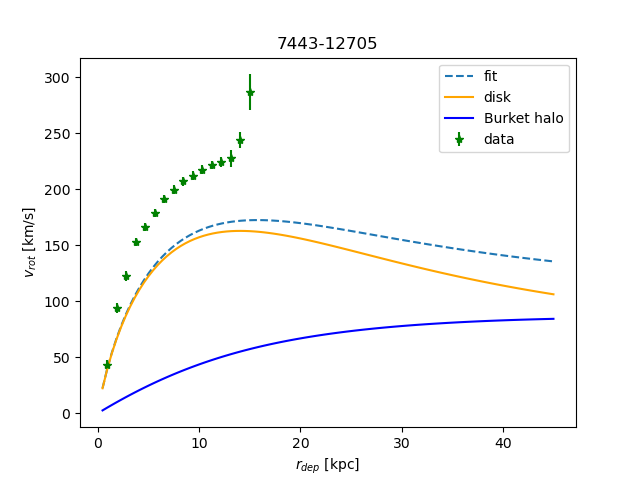 7443-12705
fit
disk
Burket halo
data
300
250
200
150
100
50
0
v_rot [km/s]
0 10 20 30 40
r_dep [kpc]